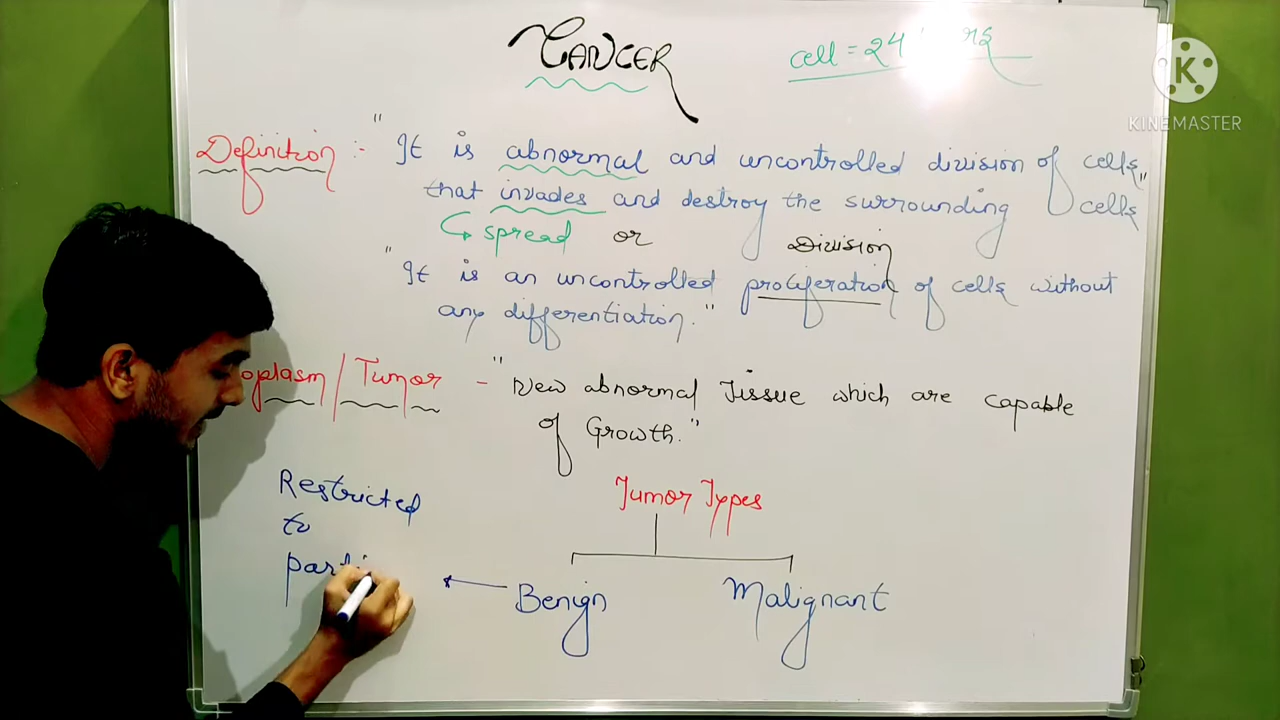 CANCER
cell = 24
KINEMASTER
Definition :- "It is abnormal and uncontrolled division of cells,
that invades and destroy the surrounding cells"
↳ spread or Division
"It is an uncontrolled proliferation of cells without
any differentiation."
oplasm / Tumor - "New abnormal Tissue which are capable
of Growth."
Restricted
to
Tumor Types
Benign
Malignant